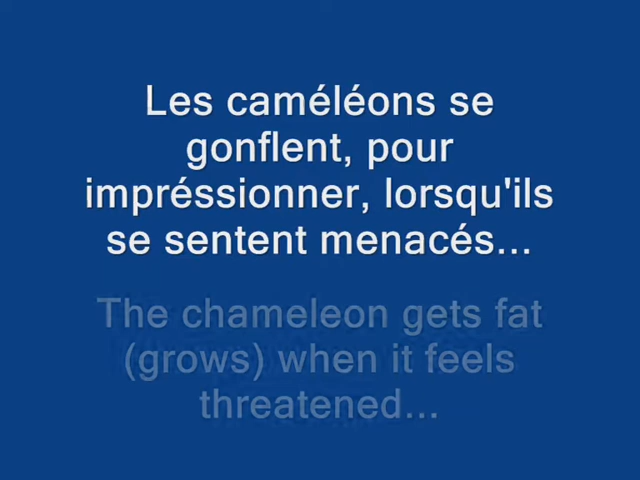 Les caméléons se
gonflent, pour
impréssionner, lorsqu'ils
se sentent menacés...
The chameleon gets fat
(grows) when it feels
threatened...